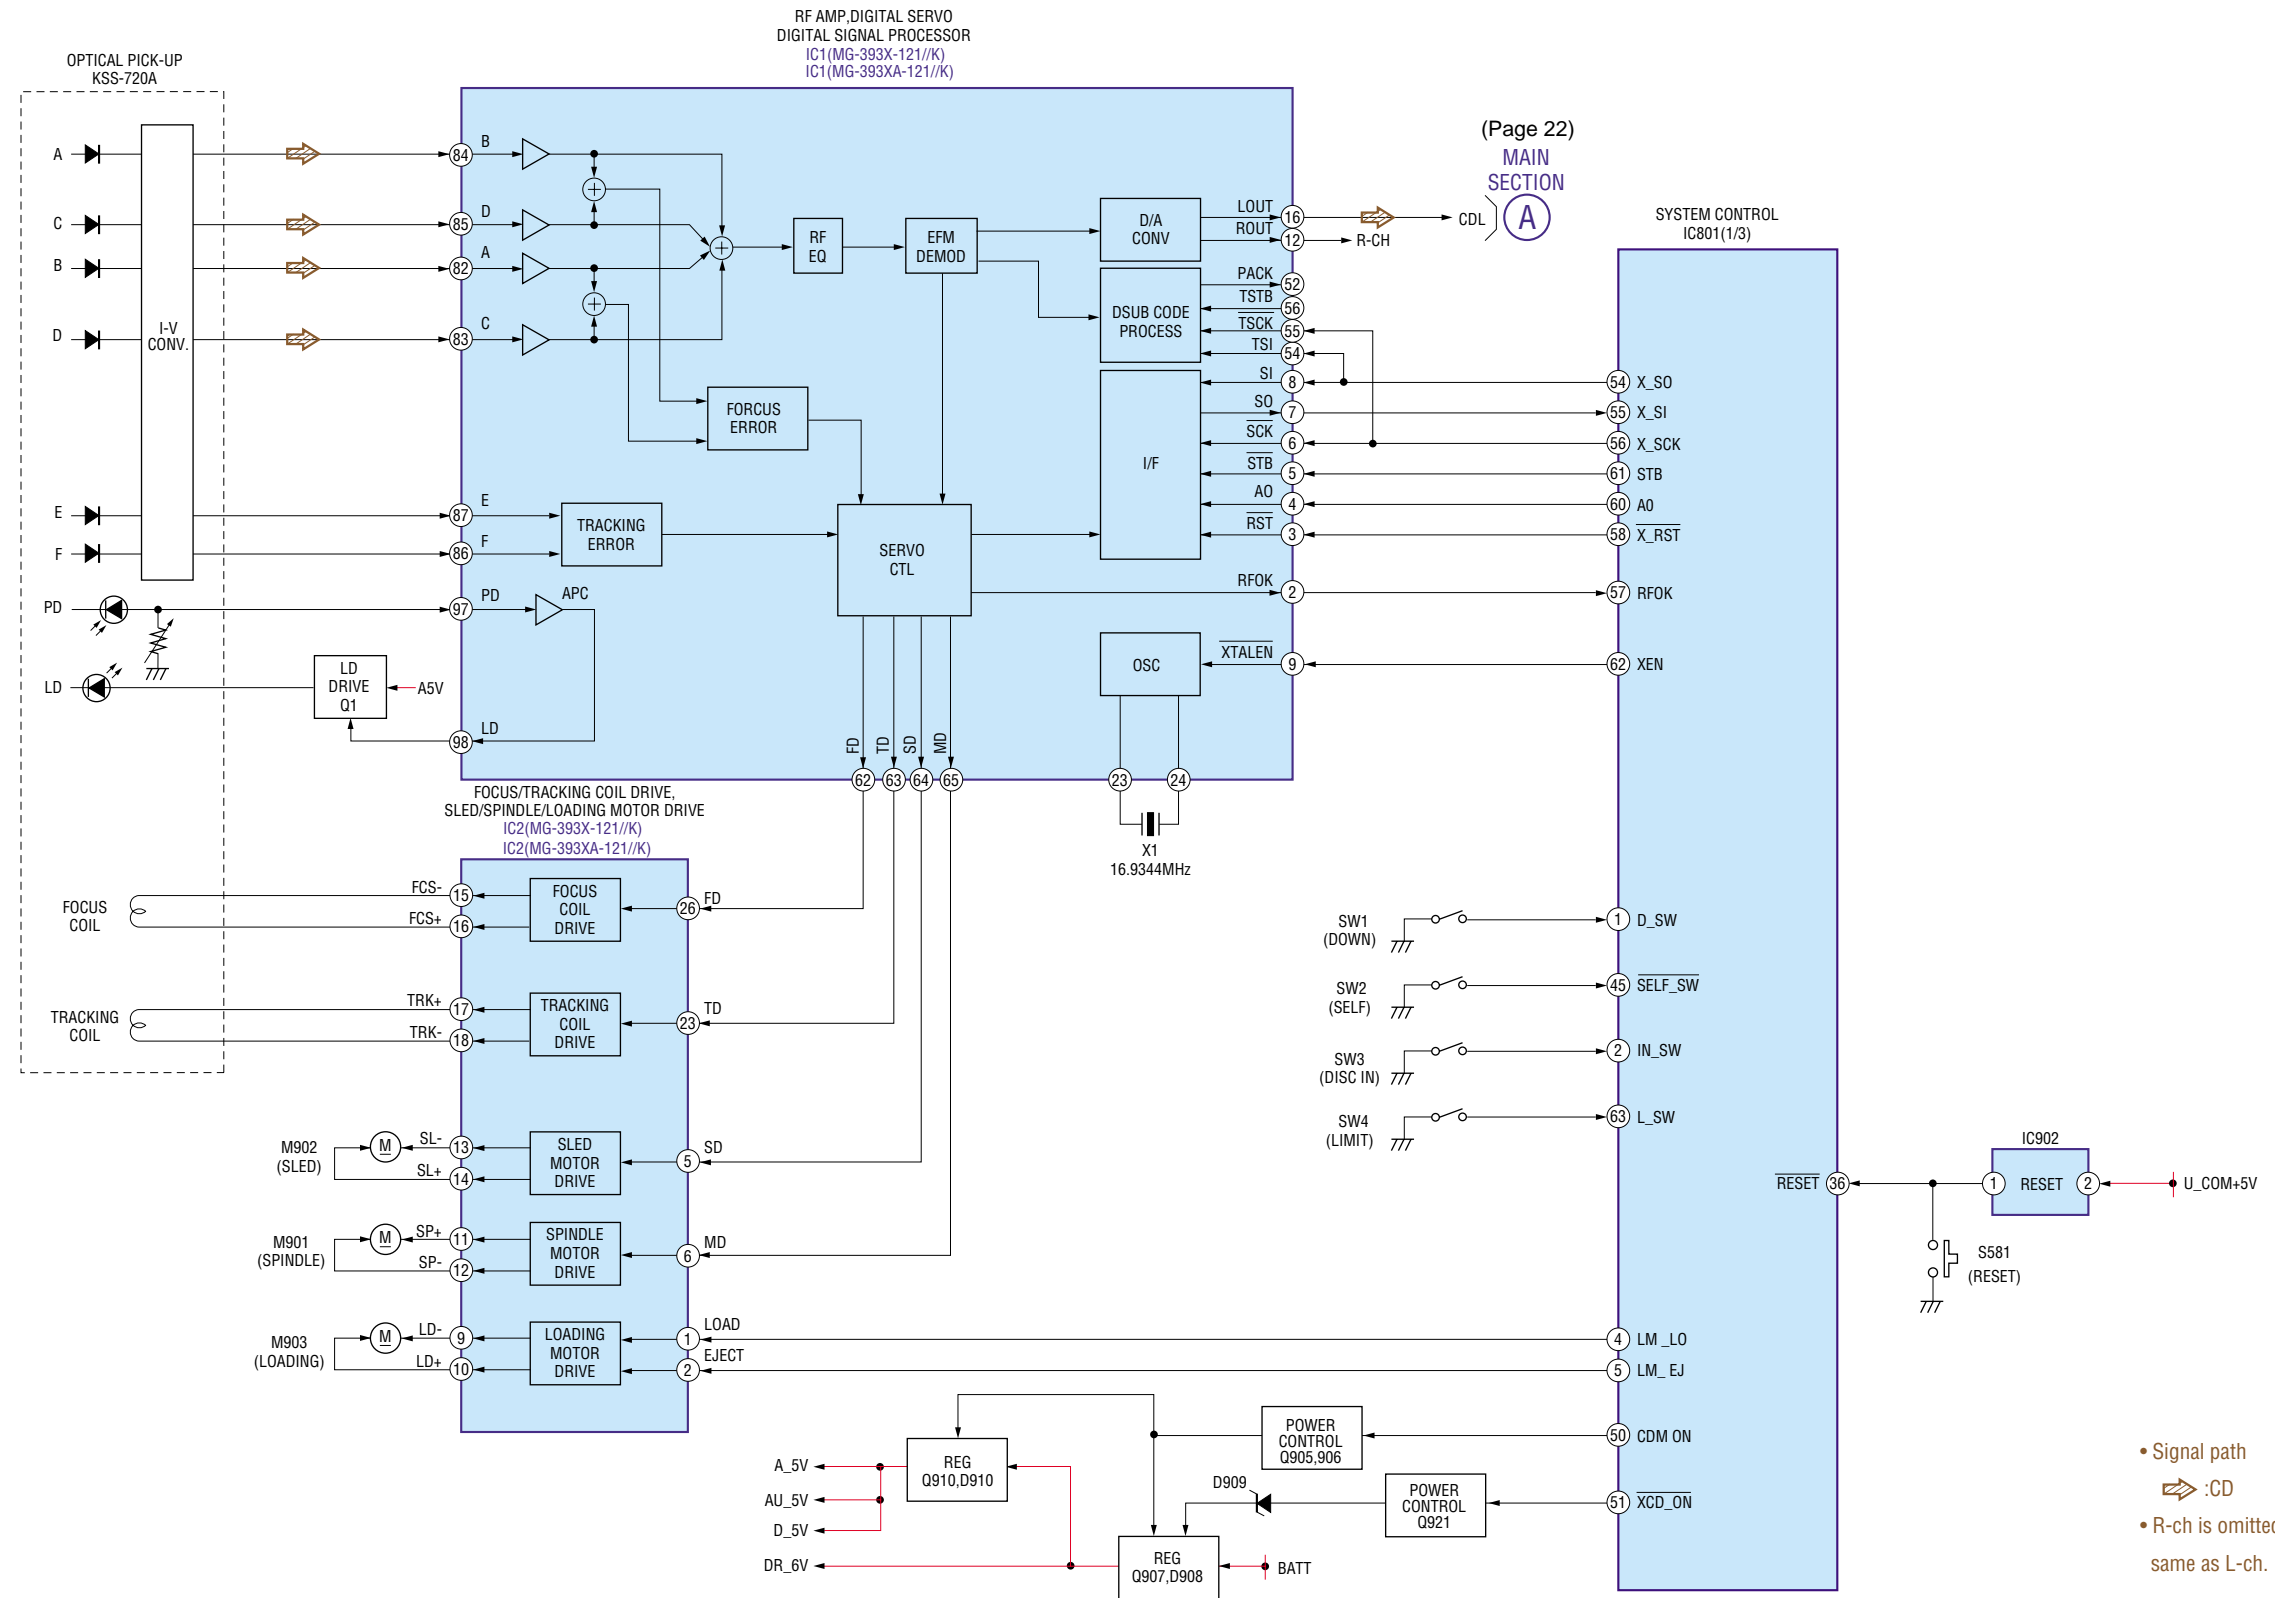 RF AMP,DIGITAL SERVO
DIGITAL SIGNAL PROCESSOR
IC1(MG-393X-121//K)
IC1(MG-393XA-121//K)
OPTICAL PICK-UP
KSS-720A
A
C
B
D
E
F
PD
LD
I-V
CONV.
LD
DRIVE
Q1
A5V
84
85
82
83
87
86
97
98
B
D
A
C
E
F
PD
LD
APC
RF
EQ
EFM
DEMOD
D/A
CONV
DSUB CODE
PROCESS
FORCUS
ERROR
TRACKING
ERROR
SERVO
CTL
I/F
OSC
LOUT
ROUT
PACK
TSTB
TSCK
TSI
SI
SO
SCK
STB
AO
RST
RFOK
XTALEN
16
12
52
56
55
54
8
7
6
5
4
3
2
9
R-CH
CDL
(Page 22)
MAIN
SECTION
A
FD
TD
SD
MD
62
63
64
65
23
24
X1
16.9344MHz
SYSTEM CONTROL
IC801(1/3)
54 X_SO
55 X_SI
56 X_SCK
61 STB
60 A0
58 X_RST
57 RFOK
62 XEN
SW1
(DOWN)
1 D_SW
SW2
(SELF)
45 SELF_SW
SW3
(DISC IN)
2 IN_SW
SW4
(LIMIT)
63 L_SW
RESET 36
IC902
1 RESET 2
U_COM+5V
S581
(RESET)
4 LM _LO
5 LM_ EJ
50 CDM ON
51 XCD_ON
FOCUS/TRACKING COIL DRIVE,
SLED/SPINDLE/LOADING MOTOR DRIVE
IC2(MG-393X-121//K)
IC2(MG-393XA-121//K)
FOCUS
COIL
FCS-
FCS+
15
16
FOCUS
COIL
DRIVE
26
FD
TRACKING
COIL
TRK+
TRK-
17
18
TRACKING
COIL
DRIVE
23
TD
M902
(SLED)
M
SL-
SL+
13
14
SLED
MOTOR
DRIVE
5
SD
M901
(SPINDLE)
M
SP+
SP-
11
12
SPINDLE
MOTOR
DRIVE
6
MD
M903
(LOADING)
M
LD-
LD+
9
10
LOADING
MOTOR
DRIVE
1
2
LOAD
EJECT
POWER
CONTROL
Q905,906
POWER
CONTROL
Q921
D909
REG
Q910,D910
REG
Q907,D908
BATT
A_5V
AU_5V
D_5V
DR_6V
• Signal path
:CD
• R-ch is omitted
same as L-ch.